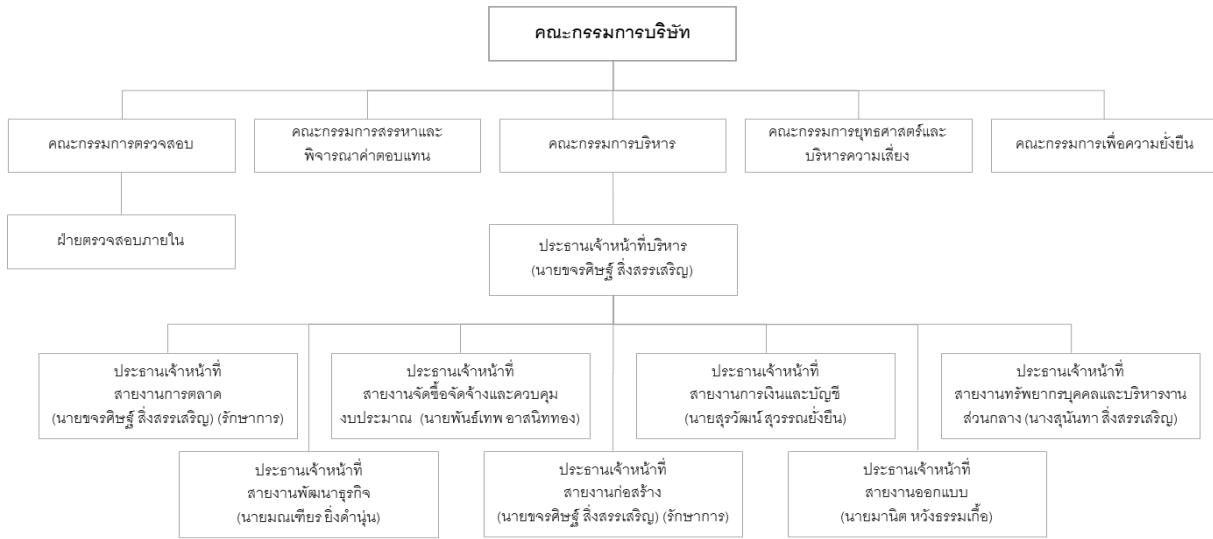 คณะกรรมการบริษัท
คณะกรรมการตรวจสอบ
คณะกรรมการสรรหาและ
พิจารณาค่าตอบแทน
คณะกรรมการบริหาร
คณะกรรมการยุทธศาสตร์และ
บริหารความเสี่ยง
คณะกรรมการเพื่อความยั่งยืน
ฝ่ายตรวจสอบภายใน
ประธานเจ้าหน้าที่บริหาร
(นายขจรศิษฐ์ สิ่งสรรเสริญ)
ประธานเจ้าหน้าที่
สายงานการตลาด
(นายขจรศิษฐ์ สิ่งสรรเสริญ) (รักษาการ)
ประธานเจ้าหน้าที่
สายงานจัดซื้อจัดจ้างและควบคุม
งบประมาณ (นายพันธ์เทพ อาสนิททอง)
ประธานเจ้าหน้าที่
สายงานการเงินและบัญชี
(นายสุรวัฒน์ สุวรรณยั่งยืน)
ประธานเจ้าหน้าที่
สายงานทรัพยากรบุคคลและบริหารงาน
ส่วนกลาง (นางสุนันทา สิ่งสรรเสริญ)
ประธานเจ้าหน้าที่
สายงานพัฒนาธุรกิจ
(นายมณเฑียร ยิ่งดำนุ่น)
ประธานเจ้าหน้าที่
สายงานก่อสร้าง
(นายขจรศิษฐ์ สิ่งสรรเสริญ) (รักษาการ)
ประธานเจ้าหน้าที่
สายงานออกแบบ
(นายมานิต หวังธรรมเกื้อ)